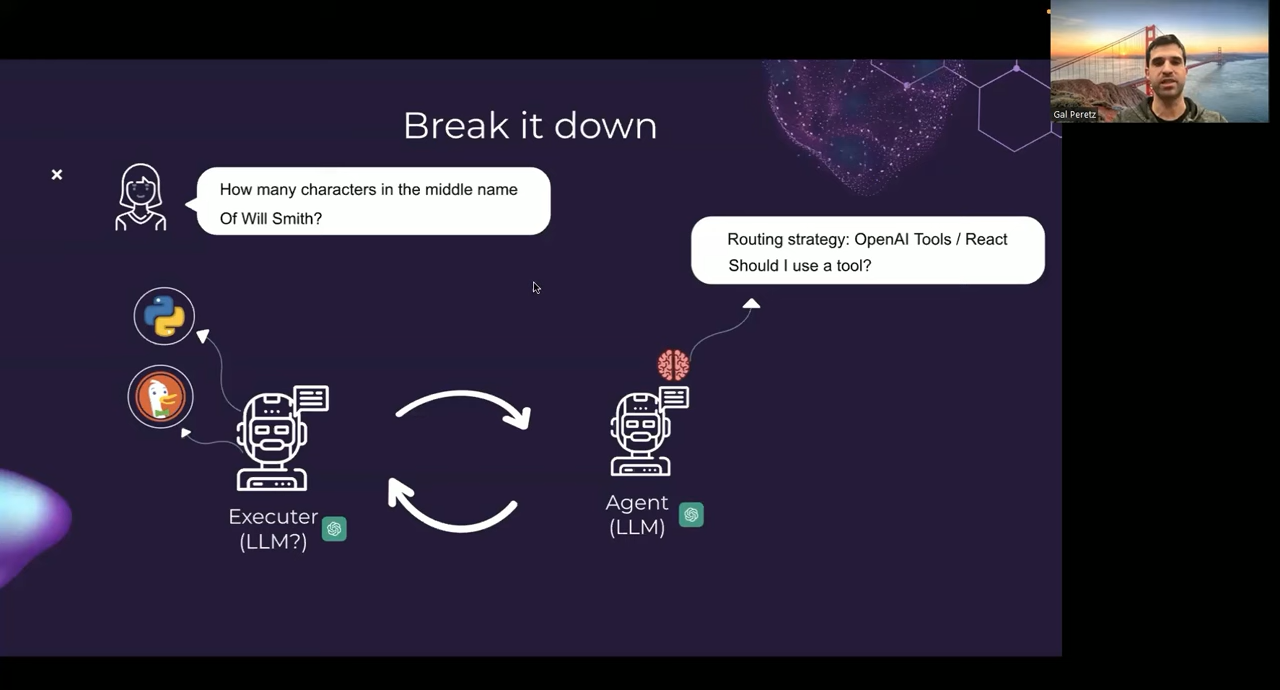 Break it down
How many characters in the middle name
Of Will Smith?
Routing strategy: OpenAI Tools / React
Should I use a tool?
Executer
(LLM?)
Agent
(LLM)
Gal Peretz